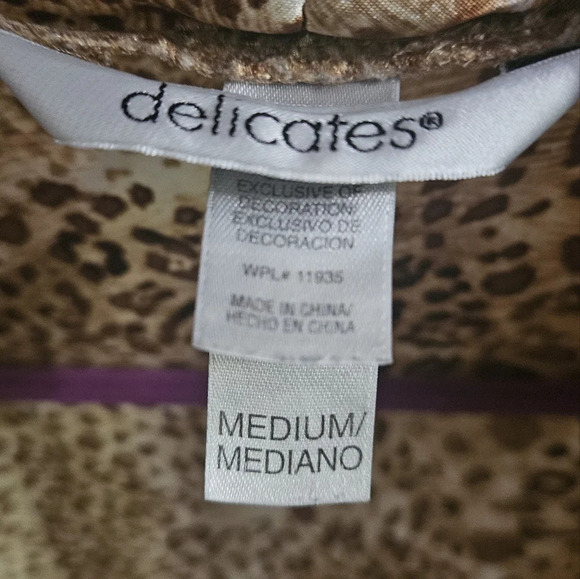 delicates®
EXCLUSIVE OF
DECORATION/
EXCLUSIVO DE
DECORACION
WPL# 11935
MADE IN CHINA/
HECHO EN CHINA
MEDIUM/
MEDIANO